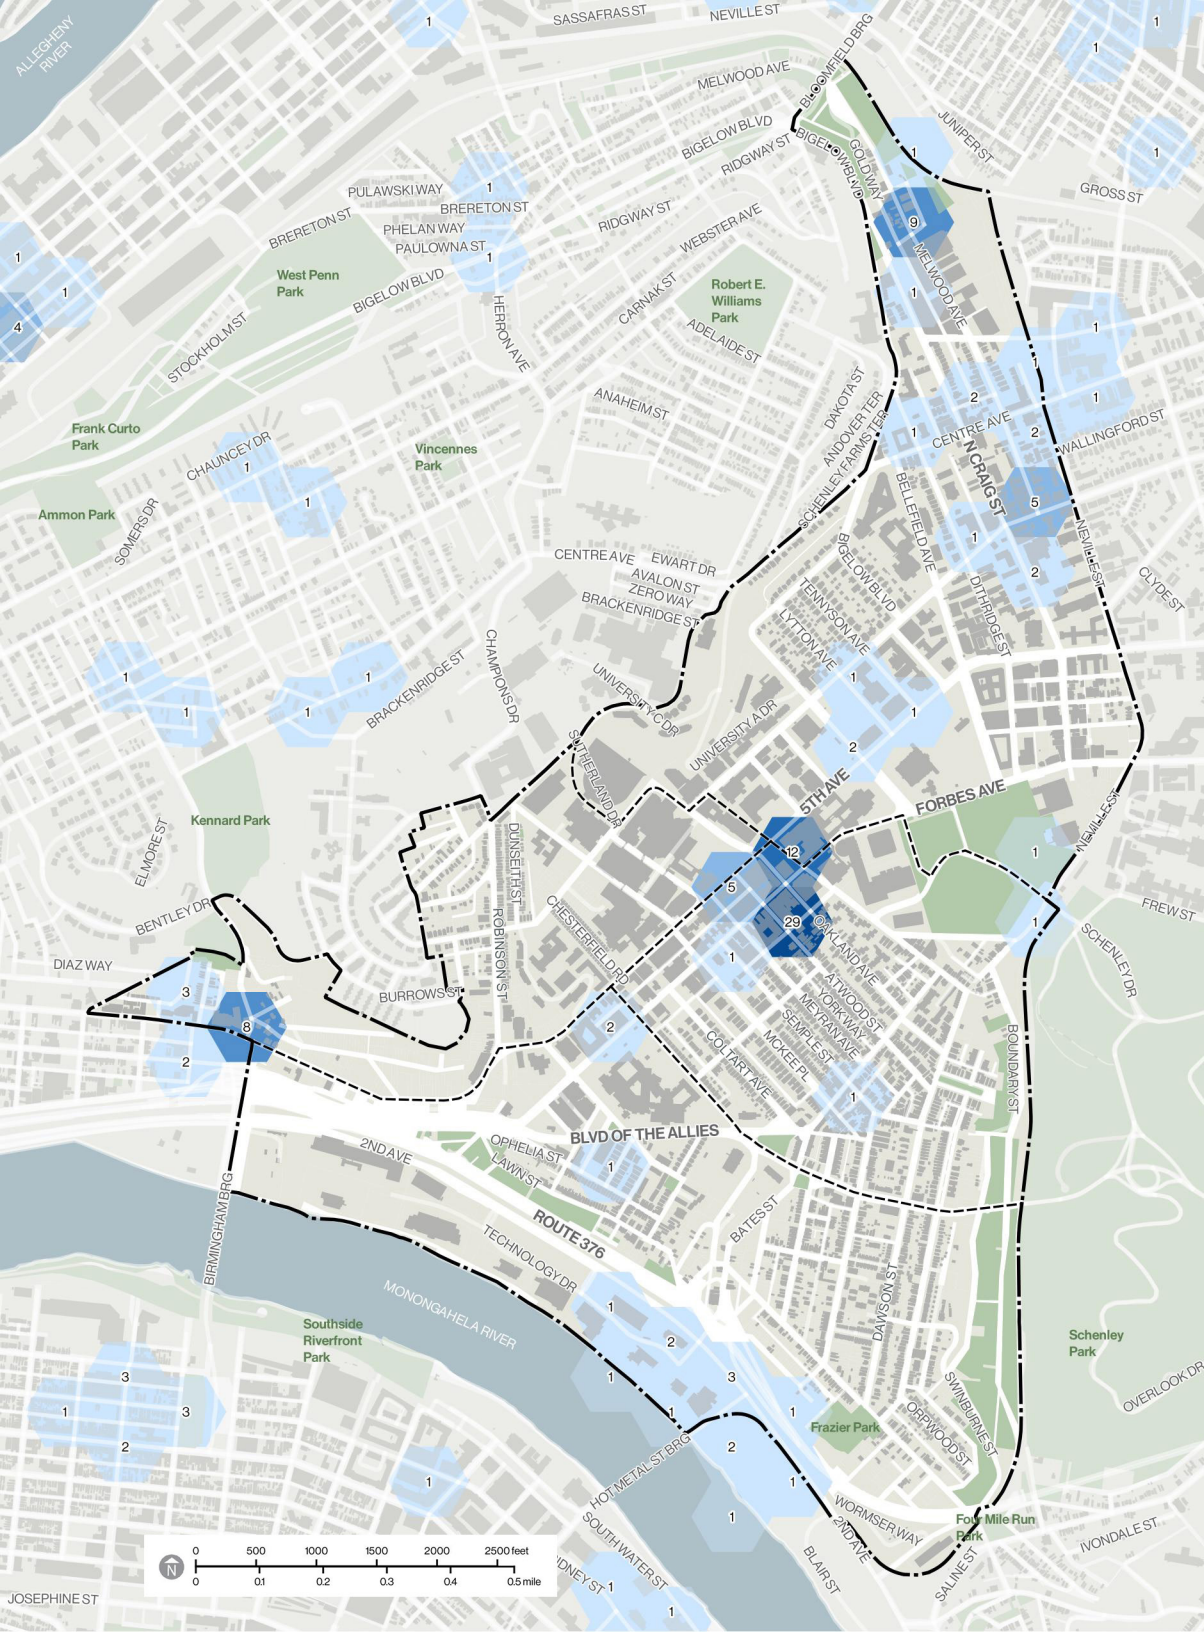 SASSAFRAS ST
NEVILLE ST
1
1
1
ALLEGHENY
RIVER
BLOOMFIELD BRG
MELWOOD AVE
JUNIPER ST
BIGELOW BLVD
RIDGWAY ST
BIGELOW BLVD
GOLD WAY
1
1
PULAWSKI WAY
1
BRERETON ST
GROSS ST
BRERETON ST
PHELAN WAY
RIDGWAY ST
WEBSTER AVE
9
PAULOWNA ST
1
1
MELWOOD AVE
West Penn
Park
BIGELOW BLVD
Robert E.
Williams
Park
CARNAK ST
1
1
4
HERRON AVE
ADELAIDE ST
1
STOCKHOLM ST
1
DAKOTA ST
ANDOVER TER
SCHENLEY FARMS TER
ANAHEIM ST
2
1
Frank Curto
Park
1
CENTRE AVE
2
WALLINGFORD ST
CHAUNCEY DR
Vincennes
Park
1
N CRAIG ST
1
5
Ammon Park
SOMERS DR
BELLEFIELD AVE
1
NEVILLE ST
CENTRE AVE
EWART DR
AVALON ST
ZERO WAY
BRACKENRIDGE ST
BIGELOW BLVD
2
CLYDE ST
TENNYSON AVE
LYTTON AVE
DITHRIDGE ST
CHAMPIONS DR
BRACKENRIDGE ST
UNIVERSITY C DR
1
1
1
1
1
1
UNIVERSITY A DR
2
SUTHERLAND DR
5TH AVE
FORBES AVE
Kennard Park
ELMORE ST
DUNSEITH ST
12
1
NEVILLE ST
5
BENTLEY DR
ROBINSON ST
CHESTERFIELD RD
29
OAKLAND AVE
1
FREW ST
SCHENLEY DR
DIAZ WAY
1
3
BURROWS ST
ATWOOD ST
YORK WAY
MEYRAN AVE
SEMPLE ST
MCKEE PL
COLTART AVE
8
2
2
BOUNDARY ST
1
2ND AVE
OPHELIA ST
LAWN ST
BLVD OF THE ALLIES
1
BIRMINGHAM BRG
ROUTE 376
BATES ST
TECHNOLOGY DR
MONONGAHELA RIVER
DAWSON ST
1
Southside
Riverfront
Park
2
Schenley
Park
3
1
3
1
3
1
1
1
SWINBURNE ST
OVERLOOK DR
ORPWOOD ST
Frazier Park
2
2
HOT METAL ST BRG
1
1
WORMSER WAY
1
2ND AVE
Four Mile Run
Park
SOUTH WATER ST
IVONDALE ST
BLAIR ST
SALINE ST
N
0 500 1000 1500 2000 2500 feet
0 0.1 0.2 0.3 0.4 0.5 mile
SIDNEY ST
1
JOSEPHINE ST
1